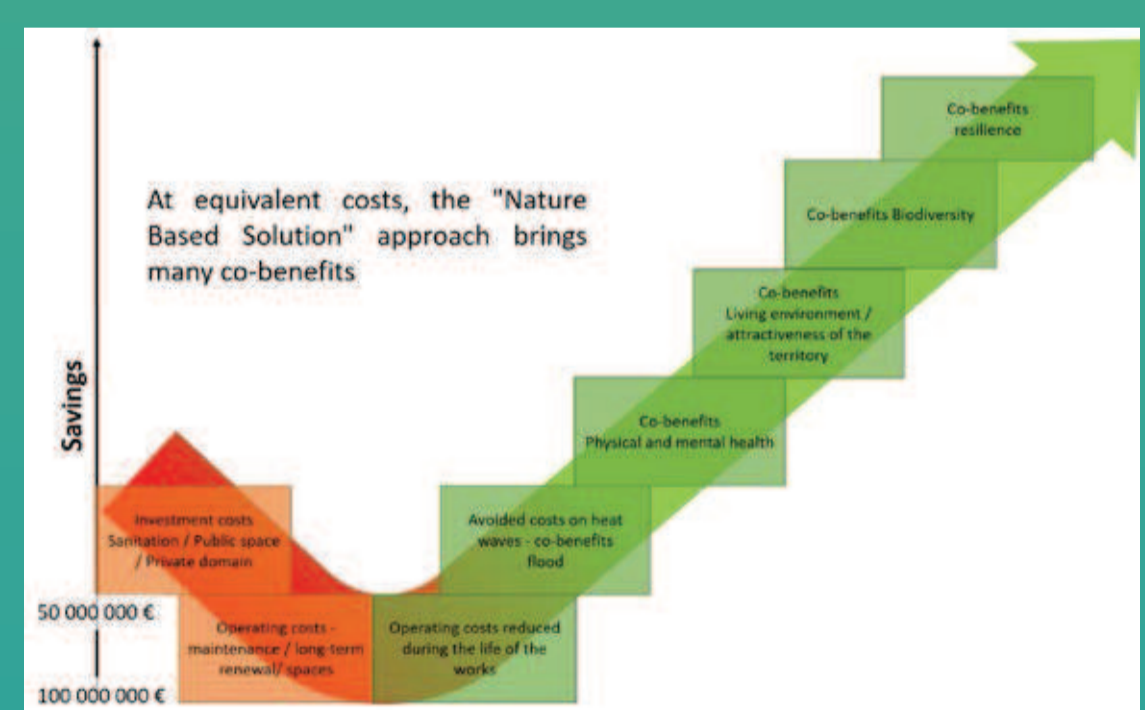 Co-benefits
resilience
At equivalent costs, the "Nature
Based Solution" approach brings
many co-benefits
Co-benefits Biodiversity
Co-benefits
Living environment /
attractiveness of the
territory
Savings
Co-benefits
Physical and mental health
Investment costs
Sanitation / Public space
/ Private domain
Avoided costs on heat
waves - co-benefits
flood
50 000 000 €
Operating costs -
maintenance / long-term
renewal/ spaces
Operating costs reduced
during the life of the
works
100 000 000 €